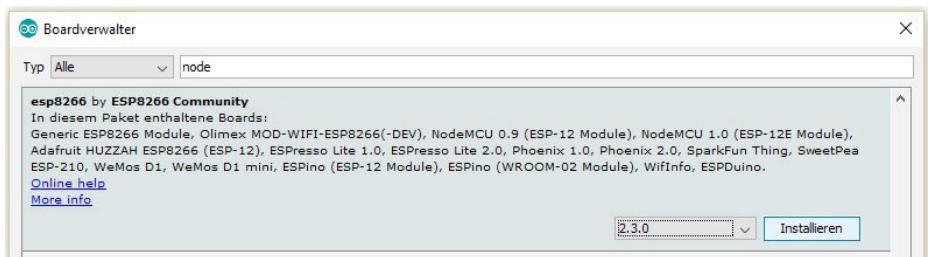 Boardverwalter
Typ Alle node
esp8266 by ESP8266 Community
In diesem Paket enthaltene Boards:
Generic ESP8266 Module, Olimex MOD-WIFI-ESP8266(-DEV), NodeMCU 0.9 (ESP-12 Module), NodeMCU 1.0 (ESP-12E Module),
Adafruit HUZZAH ESP8266 (ESP-12), ESPresso Lite 1.0, ESPresso Lite 2.0, Phoenix 1.0, Phoenix 2.0, SparkFun Thing, SweetPea
ESP-210, WeMos D1, WeMos D1 mini, ESPino (ESP-12 Module), ESPino (WROOM-02 Module), WifInfo, ESPDuino.
Online help
More info
2.3.0 Installieren